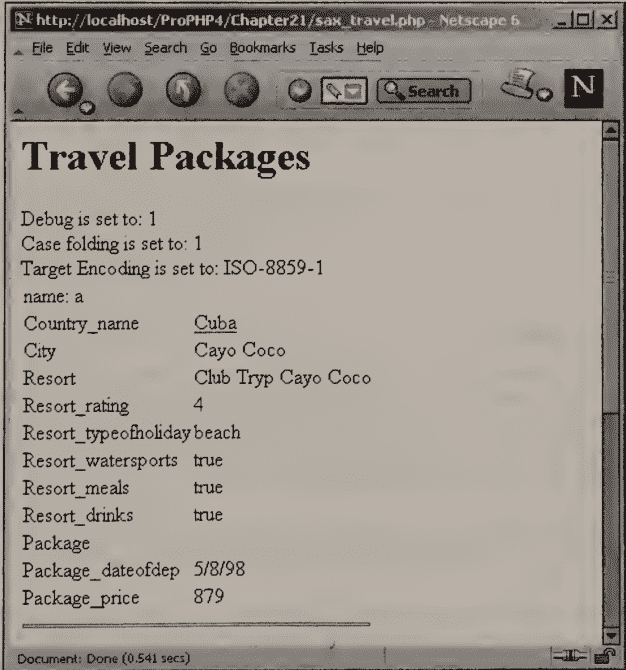 http://localhost/ProPHP4/Chapter21/sax_travel.php - Netscape 6
File Edit View Search Go Bookmarks Tasks Help
Search
N
Travel Packages
Debug is set to: 1
Case folding is set to: 1
Target Encoding is set to: ISO-8859-1
name: a
Country_name Cuba
City Cayo Coco
Resort Club Tryp Cayo Coco
Resort_rating 4
Resort_typeofholiday beach
Resort_watersports true
Resort_meals true
Resort_drinks true
Package
Package_dateofdep 5/8/98
Package_price 879
Document: Done (0.541 secs)